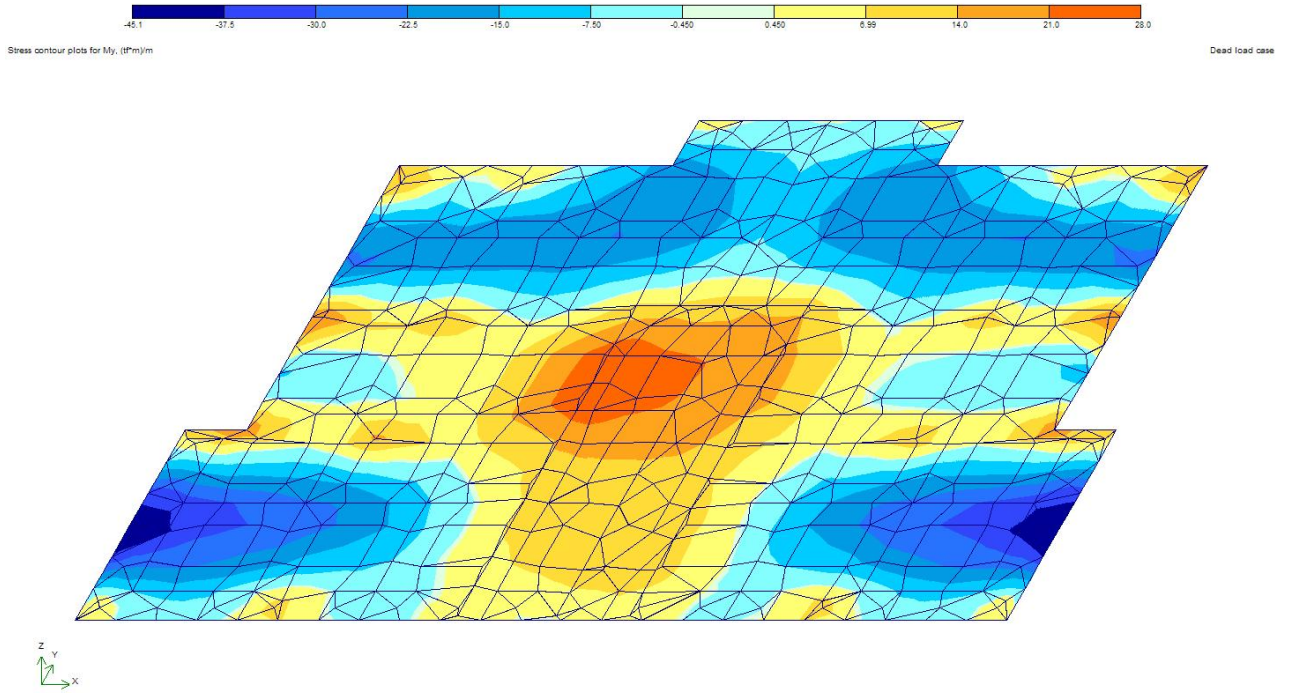 -45.1 -37.5 -30.0 -22.5 -15.0 -7.50 -0.450 0.450 6.99 14.0 21.0 28.0
Stress contour plots for My, (tf*m)/m Dead load case
Z
Y
X